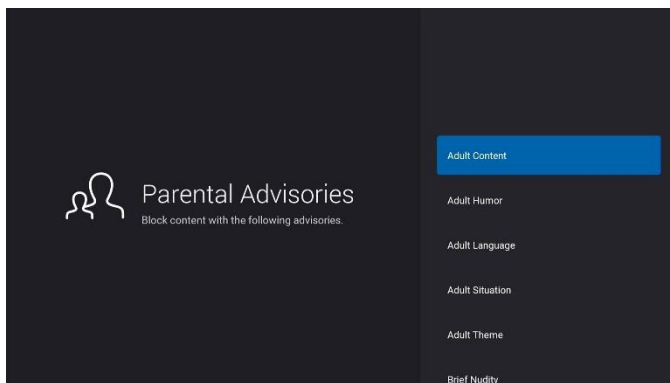 Parental Advisories
Block content with the following advisories.
Adult Content
Adult Humor
Adult Language
Adult Situation
Adult Theme
Brief Nudity